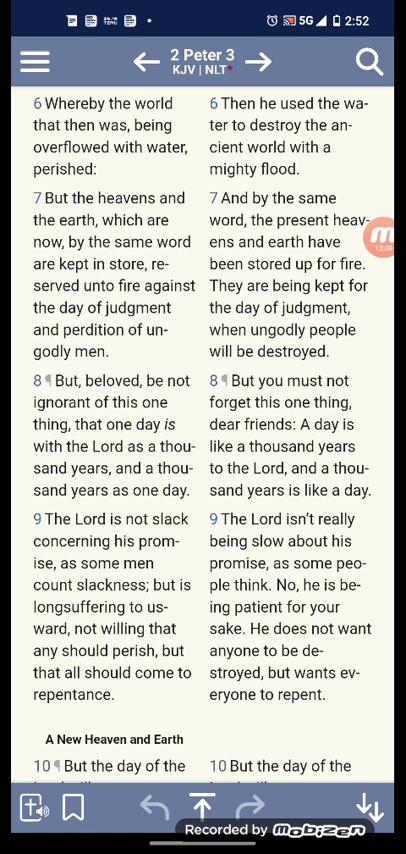 5G 2:52
2 Peter 3
KJV | NLT*
6 Whereby the world
that then was, being
overflowed with water,
perished:
7 But the heavens and
the earth, which are
now, by the same word
are kept in store, re-
served unto fire against
the day of judgment
and perdition of un-
godly men.
8 ¶ But, beloved, be not
ignorant of this one
thing, that one day is
with the Lord as a thou-
sand years, and a thou-
sand years as one day.
9 The Lord is not slack
concerning his prom-
ise, as some men
count slackness; but is
longsuffering to us-
ward, not willing that
any should perish, but
that all should come to
repentance.
A New Heaven and Earth
10 ¶ But the day of the
6 Then he used the wa-
ter to destroy the an-
cient world with a
mighty flood.
7 And by the same
word, the present heav-
ens and earth have
been stored up for fire.
They are being kept for
the day of judgment,
when ungodly people
will be destroyed.
8 ¶ But you must not
forget this one thing,
dear friends: A day is
like a thousand years
to the Lord, and a thou-
sand years is like a day.
9 The Lord isn't really
being slow about his
promise, as some peo-
ple think. No, he is be-
ing patient for your
sake. He does not want
anyone to be de-
stroyed, but wants ev-
eryone to repent.
10 But the day of the
m
13:09
Recorded by mobizen